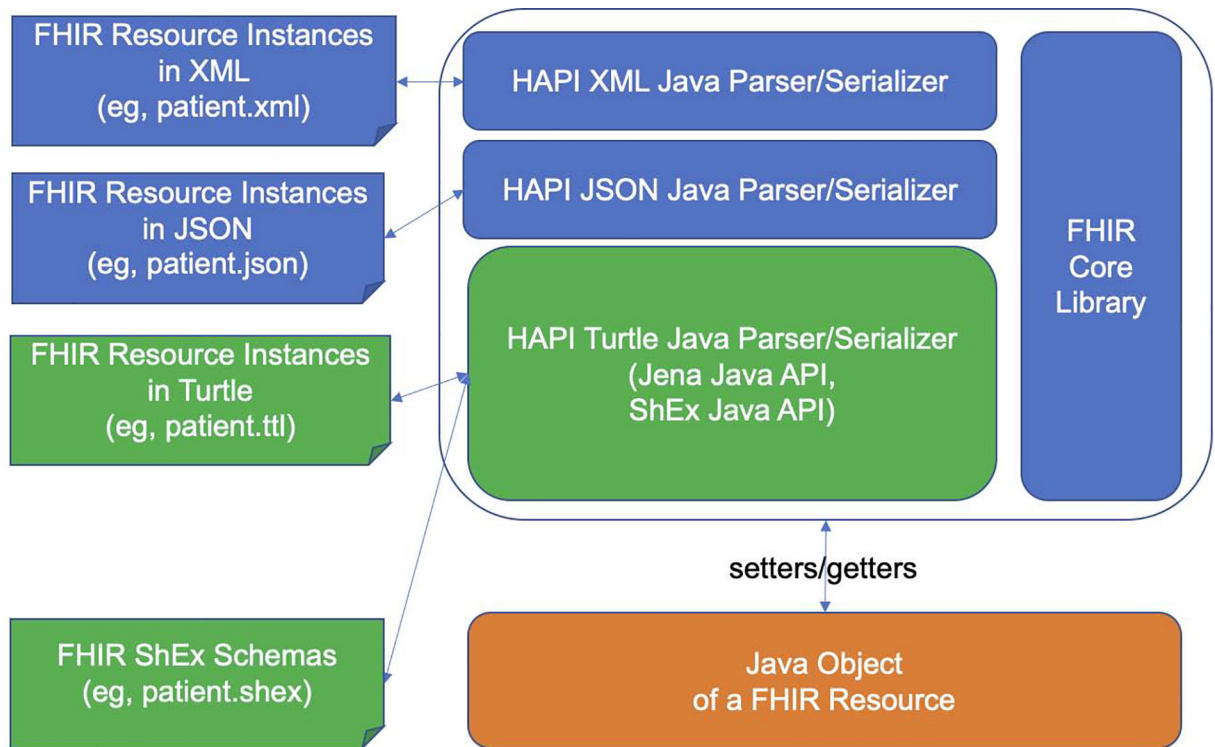 FHIR Resource Instances
in XML
(eg, patient.xml)
HAPI XML Java Parser/Serializer
FHIR Resource Instances
in JSON
(eg, patient.json)
HAPI JSON Java Parser/Serializer
FHIR
Core
Library
FHIR Resource Instances
in Turtle
(eg, patient.ttl)
HAPI Turtle Java Parser/Serializer
(Jena Java API,
ShEx Java API)
setters/getters
FHIR ShEx Schemas
(eg, patient.shex)
Java Object
of a FHIR Resource